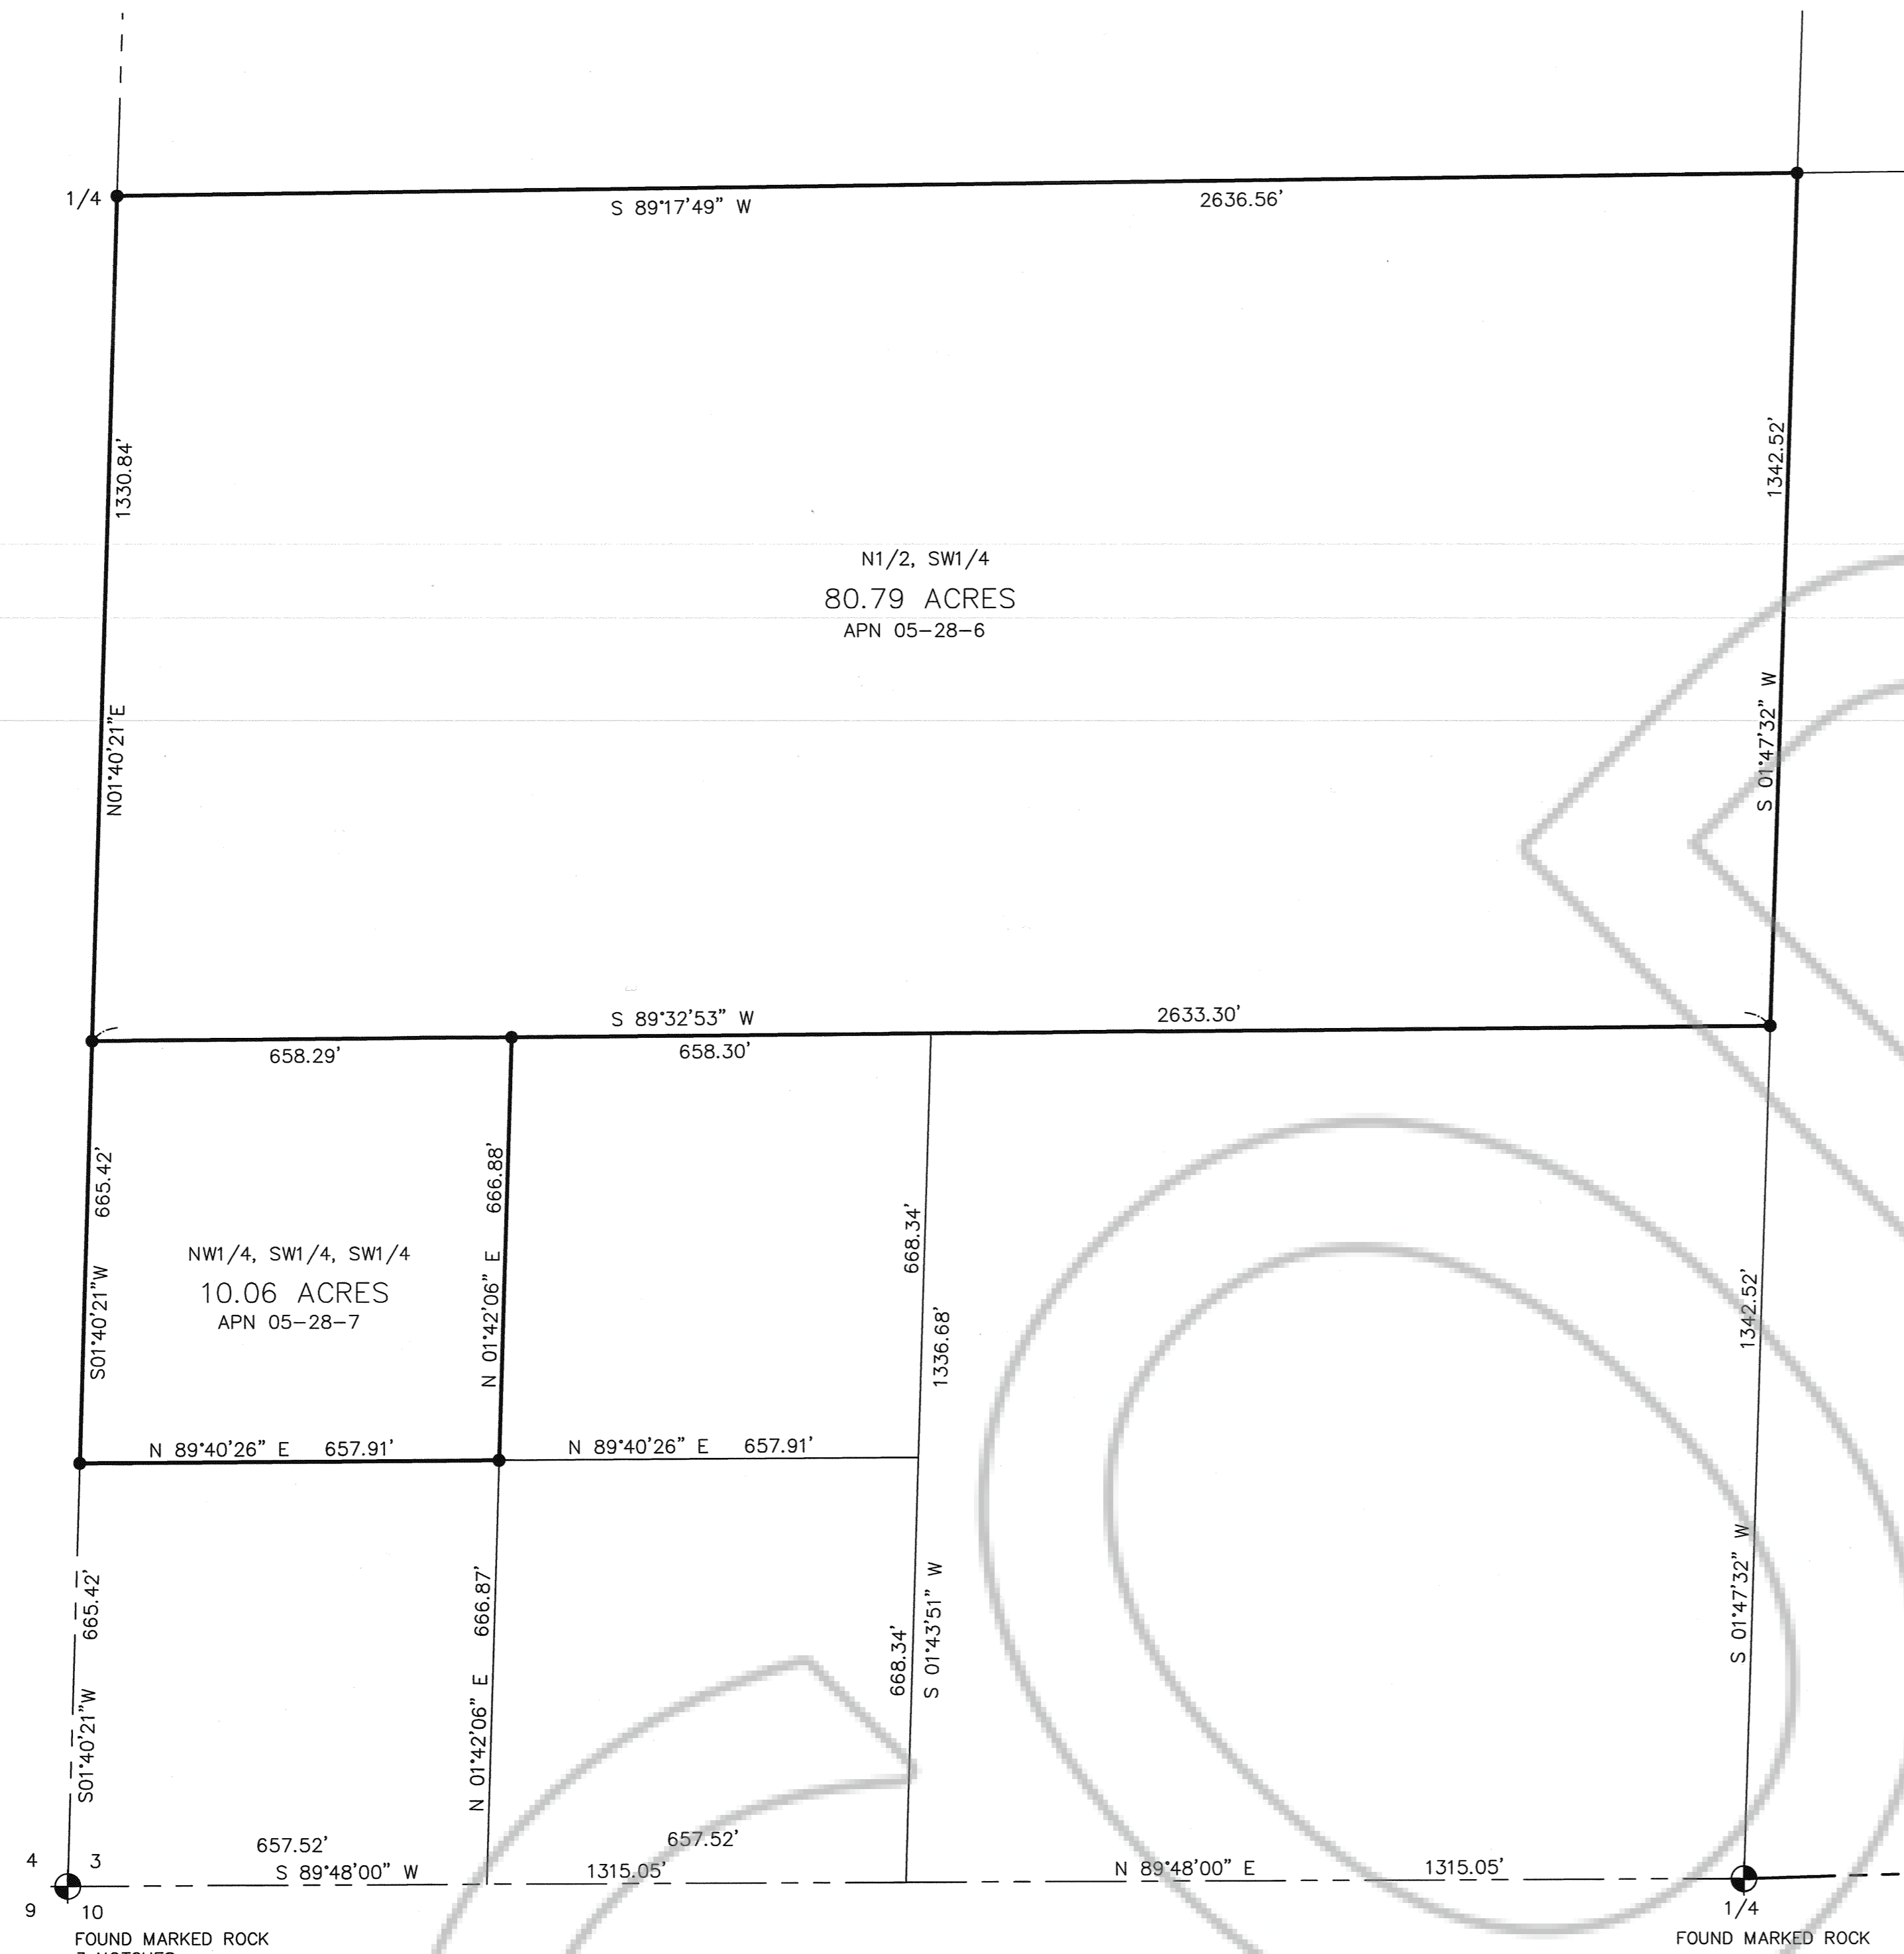 1/4
S 89°17'49" W
2636.56'
1330.84'
N01°40'21"E
1342.52'
S 01°47'32" W
N1/2, SW1/4
80.79 ACRES
APN 05-28-6
S 89°32'53" W
2633.30'
658.29'
658.30'
665.42'
S01°40'21"W
666.88'
N 01°42'06" E
NW1/4, SW1/4, SW1/4
10.06 ACRES
APN 05-28-7
668.34'
1336.68'
1342.52'
N 89°40'26" E 657.91'
N 89°40'26" E 657.91'
665.42'
S01°40'21"W
666.87'
N 01°42'06" E
668.34'
S 01°43'51" W
S 01°47'32" W
657.52'
657.52'
S 89°48'00" W
1315.05'
N 89°48'00" E
1315.05'
4 3
9 10
1/4
FOUND MARKED ROCK
FOUND MARKED ROCK